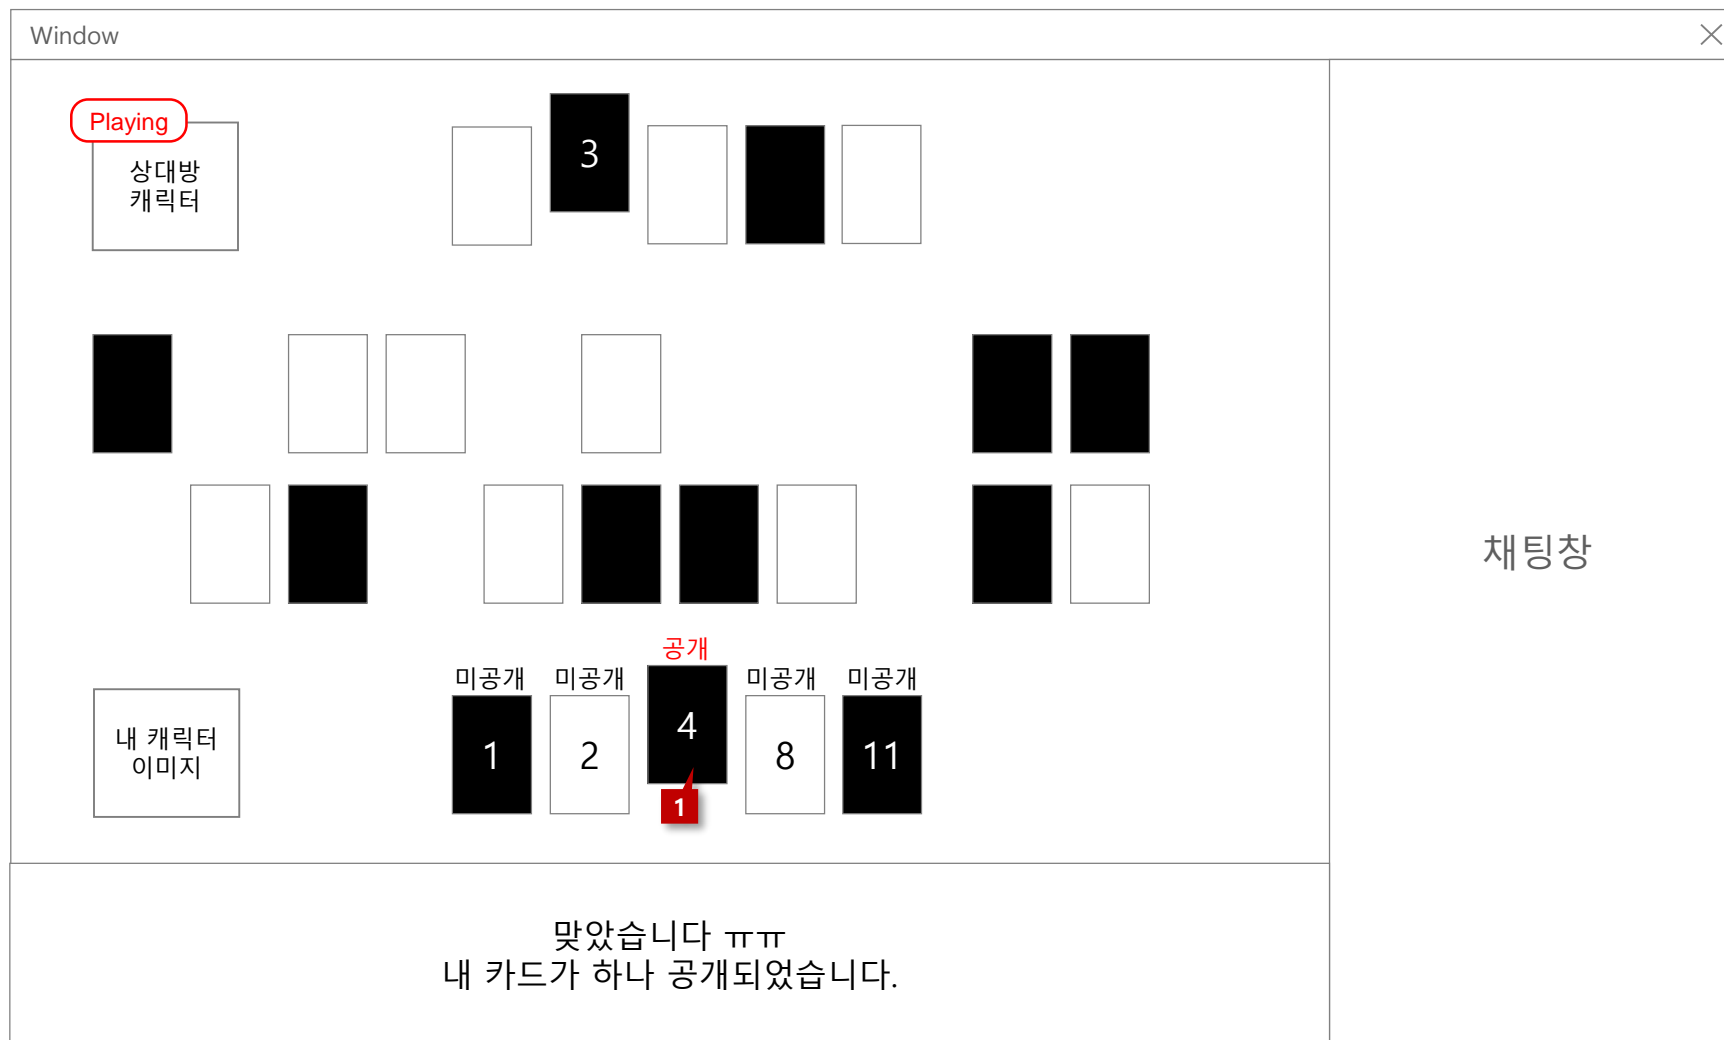 Window
Playing
상대방
캐릭터
3
채팅창
공개
미공개 미공개 미공개 미공개
1 2 4 8 11
1
내 캐릭터
이미지
맞았습니다 ㅠㅠ
내 카드가 하나 공개되었습니다.